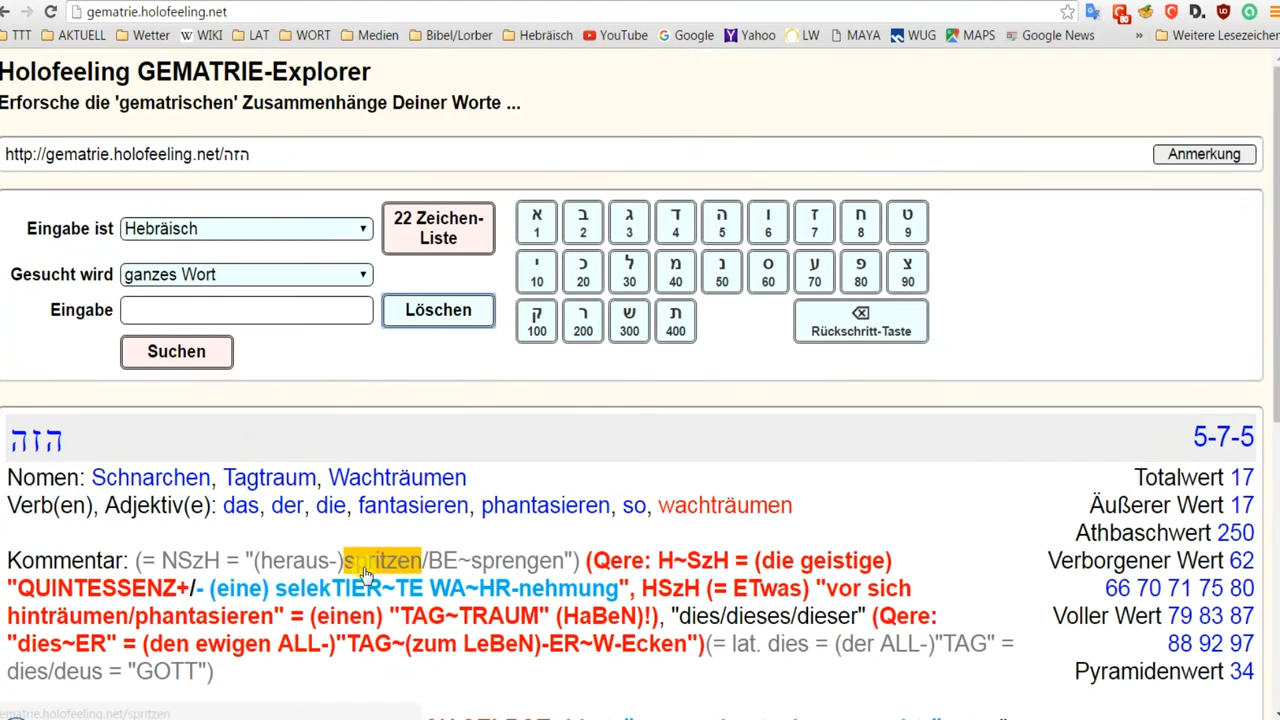 gematrie.holofeeling.net
TTT AKTUELL Wetter WIKI LAT WORT Medien Bibel/Lorber Hebräisch YouTube Google Yahoo LW MAYA WUG MAPS Google News » Weitere Lesezeichen
Holofeeling GEMATRIE-Explorer
Erforsche die 'gematrischen' Zusammenhänge Deiner Worte ...
http://gematrie.holofeeling.net/הזה Anmerkung
Eingabe ist Hebräisch 22 Zeichen-Liste
Gesucht wird ganzes Wort
Eingabe Löschen
Suchen
א ב ג ד ה ו ז ח ט
1 2 3 4 5 6 7 8 9
י כ ל מ נ ס ע פ צ
10 20 30 40 50 60 70 80 90
ק ר ש ת
100 200 300 400 Rückschritt-Taste
הזה 5-7-5
Nomen: Schnarchen, Tagtraum, Wachträumen Totalwert 17
Verb(en), Adjektiv(e): das, der, die, fantasieren, phantasieren, so, wachträumen Äußerer Wert 17
Athbaschwert 250
Kommentar: (= NSzH = "(heraus-)spritzen/BE~sprengen") (Qere: H~SzH = (die geistige) Verborgener Wert 62
"QUINTESSENZ+/- (eine) selekTIER~TE WA~HR-nehmung", HSzH (= ETwas) "vor sich 66 70 71 75 80
hinträumen/phantasieren" = (einen) "TAG~TRAUM" (HaBeN)!), "dies/dieses/dieser" (Qere: Voller Wert 79 83 87
"dies~ER" = (den ewigen ALL-)"TAG~(zum LeBeN)-ER~W-Ecken")(= lat. dies = (der ALL-)"TAG" = 88 92 97
dies/deus = "GOTT") Pyramidenwert 34
ematrie.holofeeling.net/spritzen